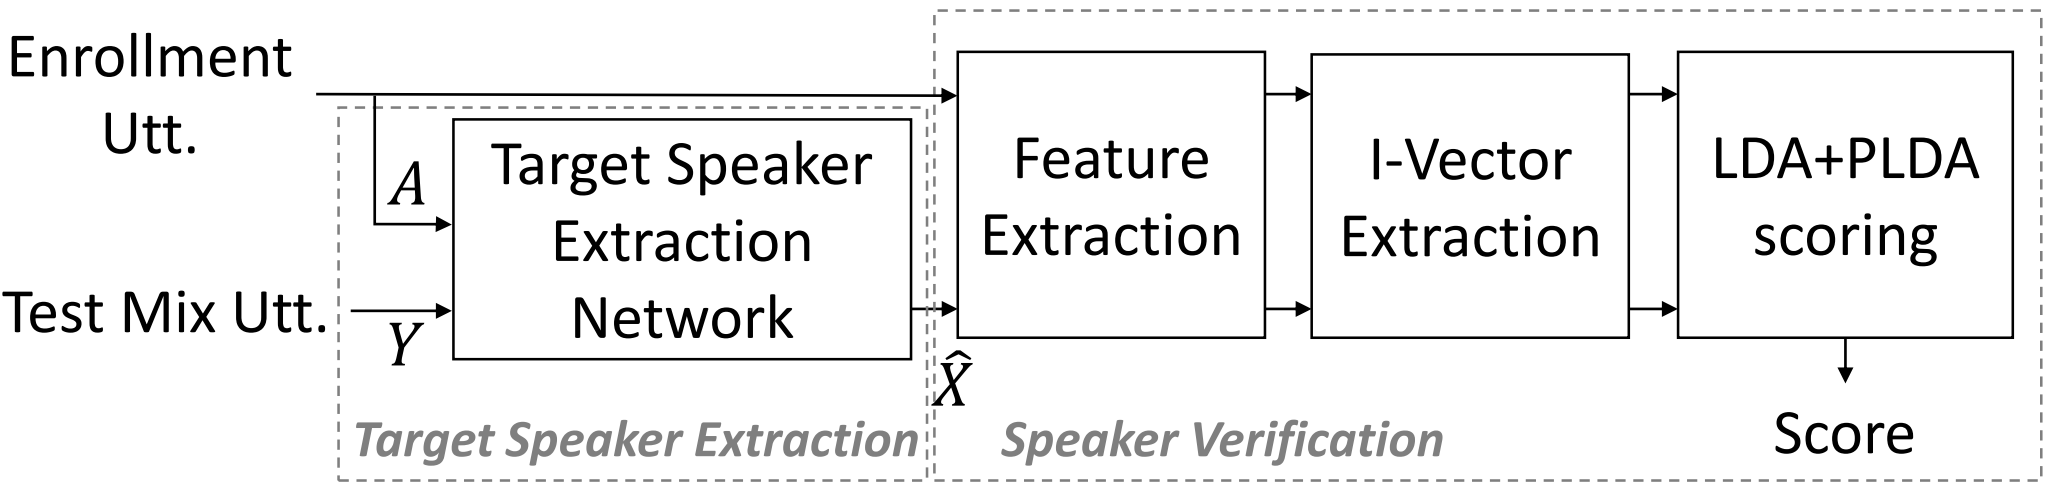 Enrollment
Utt.
A
Test Mix Utt.
Y
Target Speaker
Extraction
Network
Target Speaker Extraction
X̂
Feature
Extraction
I-Vector
Extraction
LDA+PLDA
scoring
Speaker Verification
Score